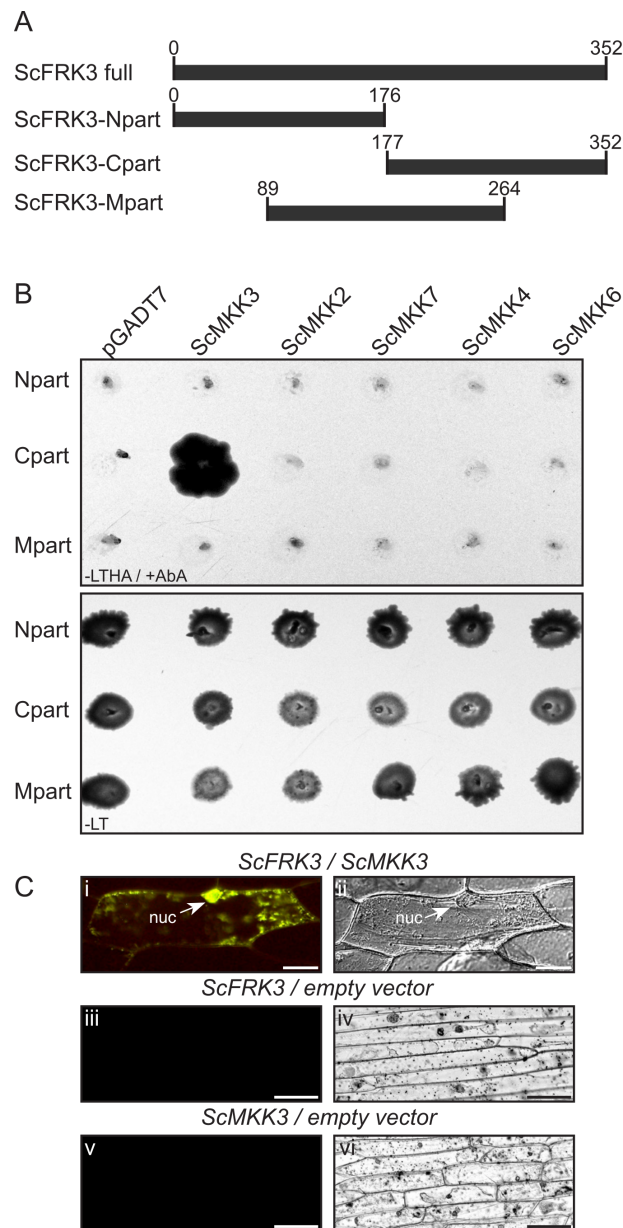 A
0 352
ScFRK3 full
0 176
ScFRK3-Npart
177 352
ScFRK3-Cpart
89 264
ScFRK3-Mpart
B
pGADT7 ScMKK3 ScMKK2 ScMKK7 ScMKK4 ScMKK6
Npart
Cpart
Mpart
-LTHA / +AbA
Npart
Cpart
Mpart
-LT
ScFRK3 / ScMKK3
C
i ii
nuc nuc
ScFRK3 / empty vector
iii iv
ScMKK3 / empty vector
v vi